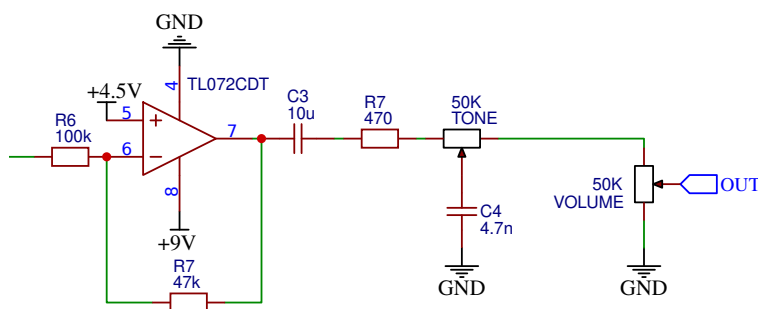 GND
4
TL072CDT
+4.5V
5
R6
100k
6
7
8
+9V
R7
47k
C3
10u
R7
470
50K
TONE
C4
4.7n
GND
50K
VOLUME
OUT
GND